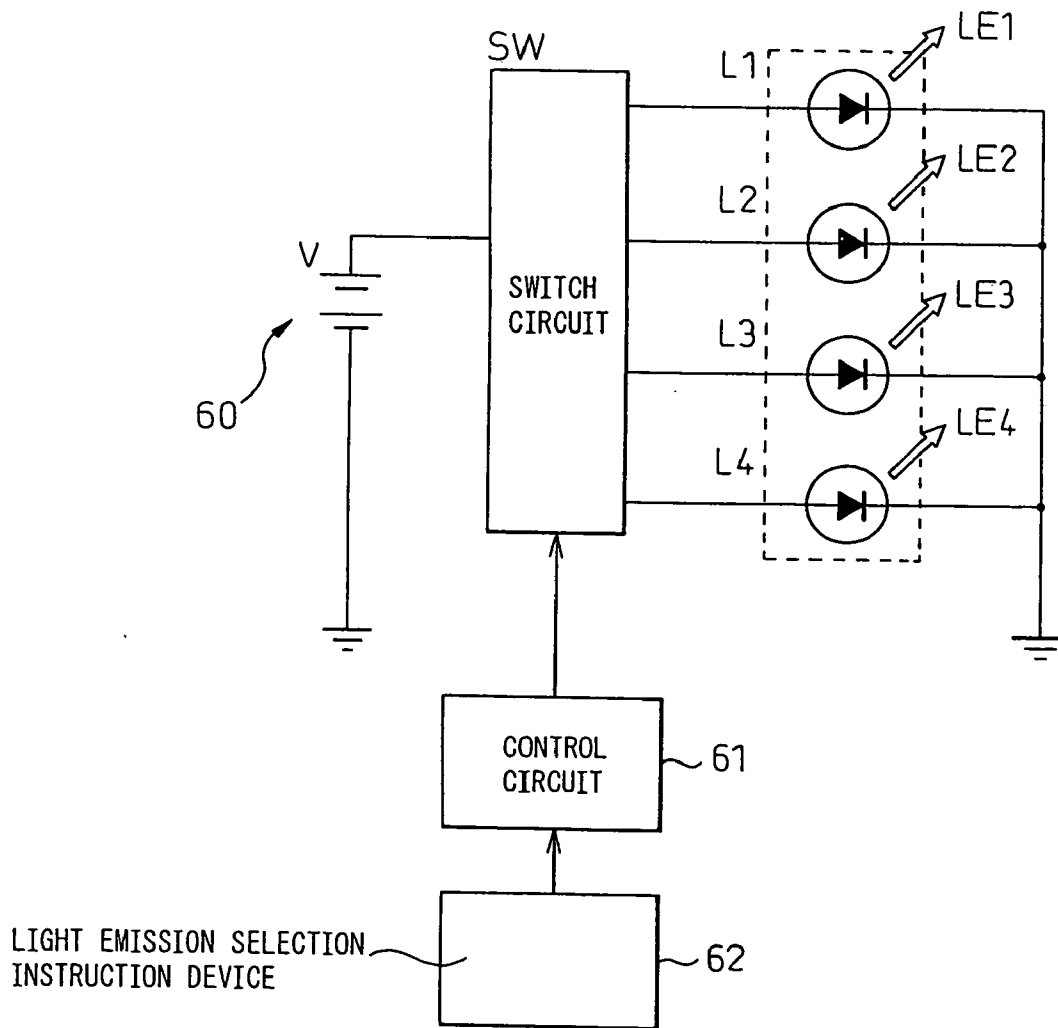 SW
L1
LE1
L2
LE2
V
SWITCH
CIRCUIT
L3
LE3
60
L4
LE4
CONTROL
CIRCUIT
61
LIGHT EMISSION SELECTION
INSTRUCTION DEVICE
62